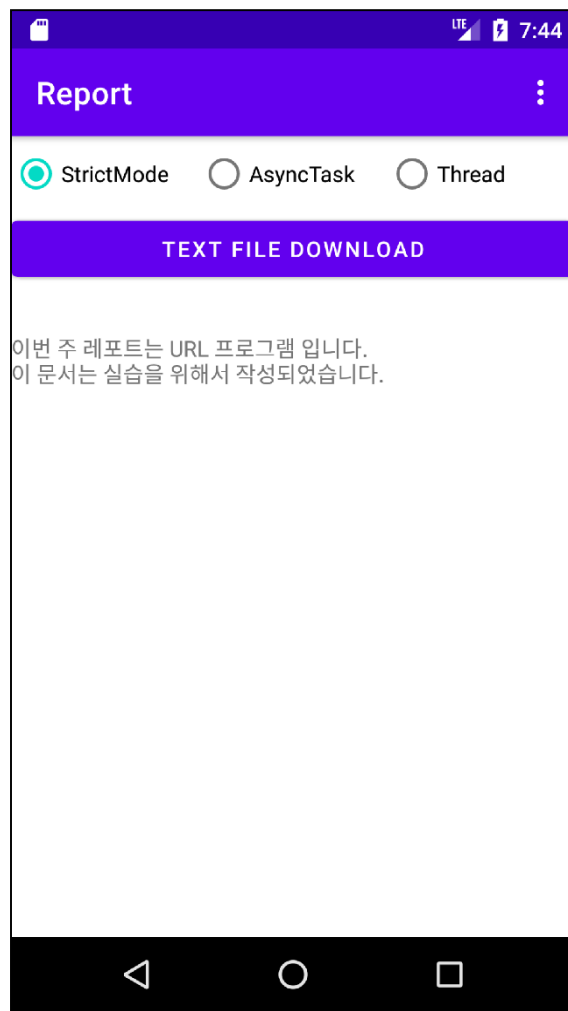 LTE 7:44
Report
StrictMode AsyncTask Thread
TEXT FILE DOWNLOAD
이번 주 레포트는 URL 프로그램 입니다.
이 문서는 실습을 위해서 작성되었습니다.